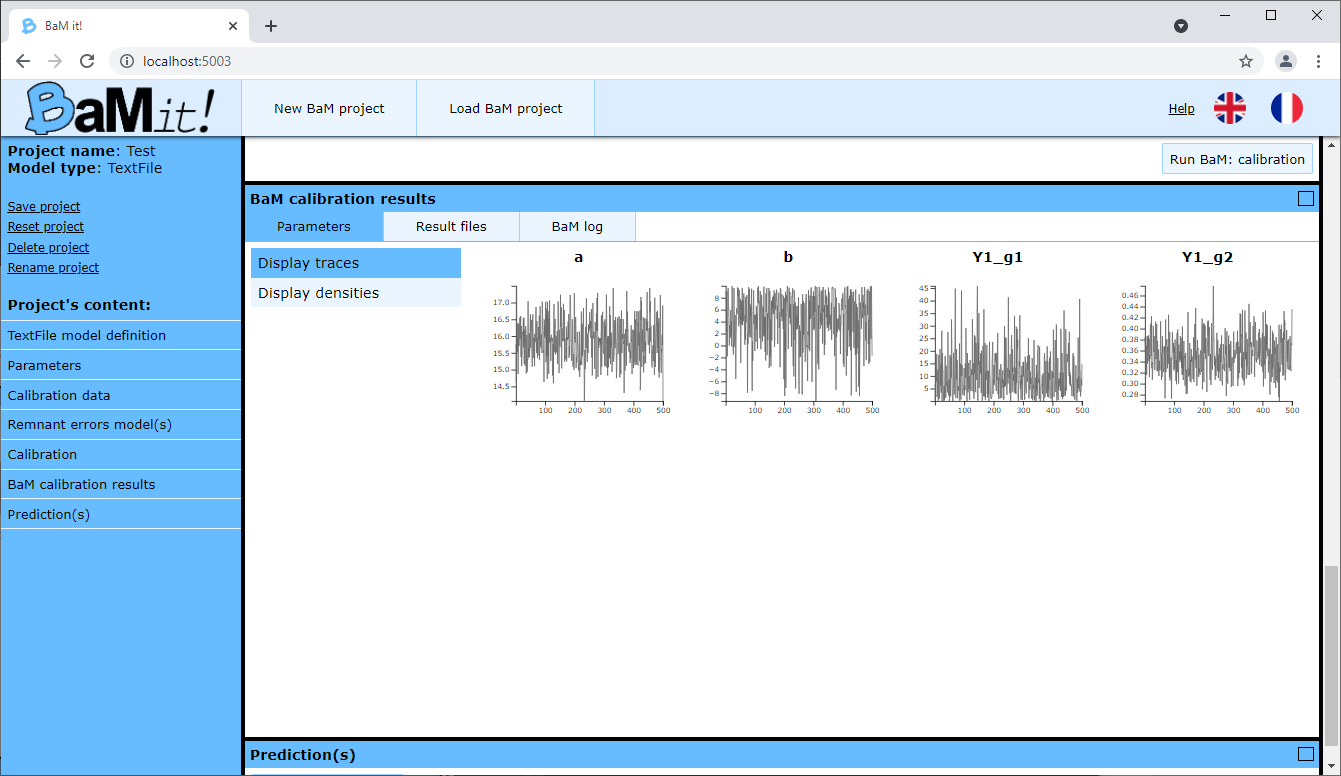 BaM it!
localhost:5003
BaMit!
New BaM project
Load BaM project
Help
Project name: Test
Model type: TextFile
Save project
Reset project
Delete project
Rename project
Project's content:
TextFile model definition
Parameters
Calibration data
Remnant errors model(s)
Calibration
BaM calibration results
Prediction(s)
Run BaM: calibration
BaM calibration results
Parameters
Result files
BaM log
Display traces
Display densities
a
17.0
16.5
16.0
15.5
15.0
14.5
100 200 300 400 500
b
8
6
4
2
0
−2
−4
−6
−8
100 200 300 400 500
Y1_g1
45
40
35
30
25
20
15
10
5
100 200 300 400 500
Y1_g2
0.46
0.44
0.42
0.40
0.38
0.36
0.34
0.32
0.30
0.28
100 200 300 400 500
Prediction(s)